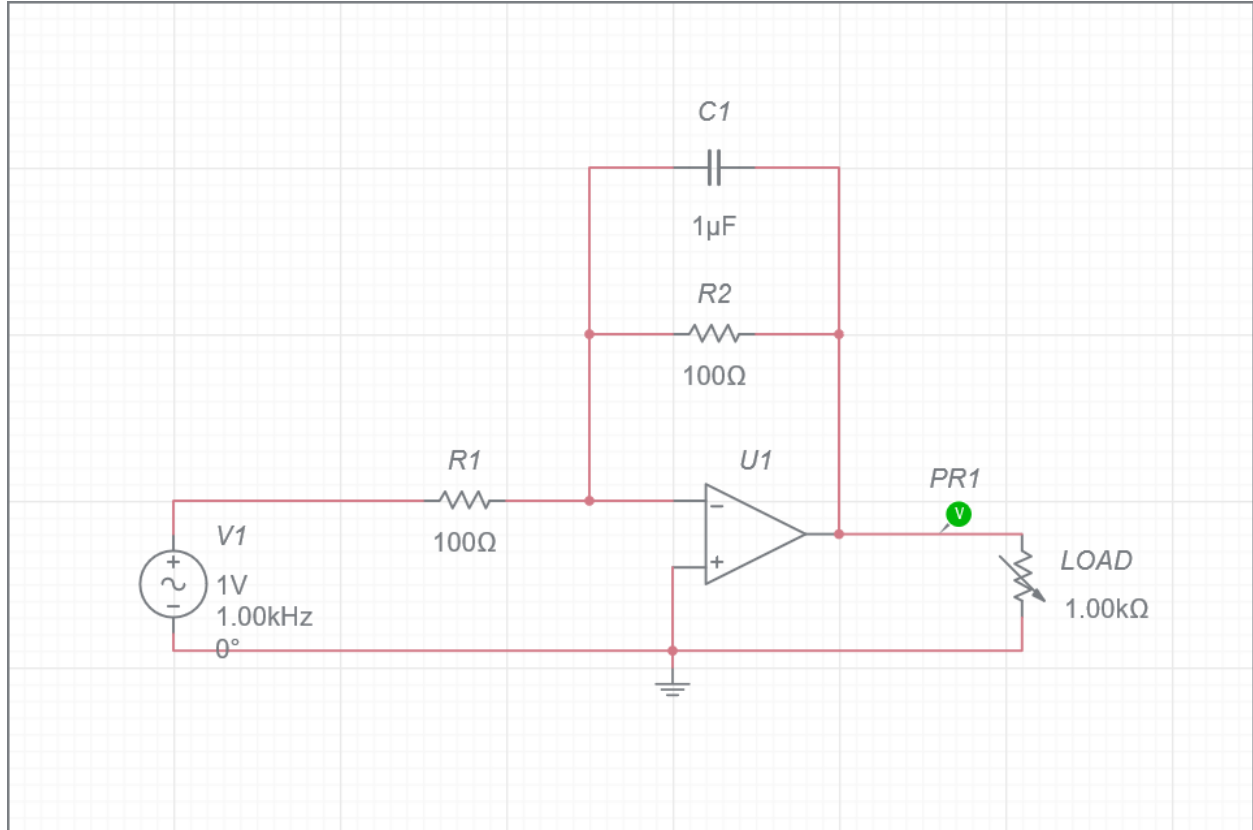 C1
1µF
R2
100Ω
R1
100Ω
U1
−
+
PR1
V
V1
+
−
1V
1.00kHz
0°
LOAD
1.00kΩ